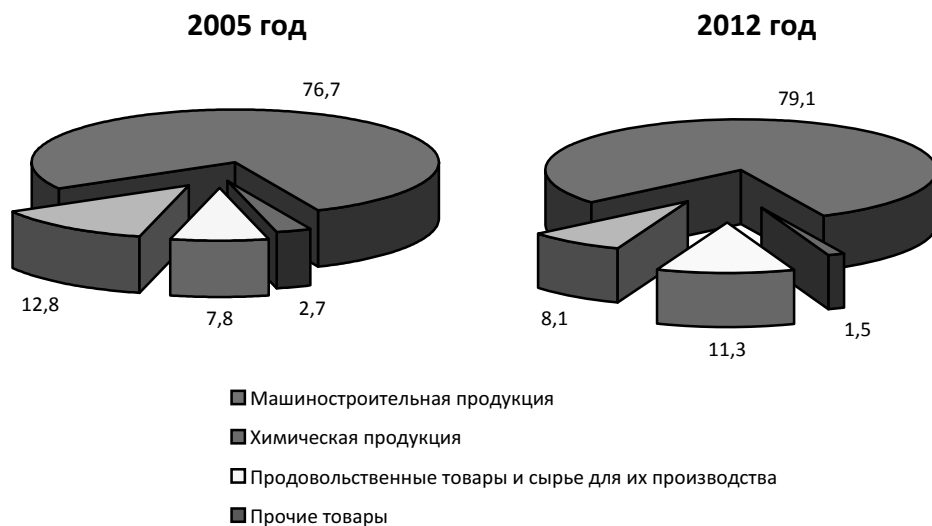 2005 год
2012 год
76,7
12,8
7,8
2,7
79,1
8,1
11,3
1,5
Машиностроительная продукция
Химическая продукция
Продовольственные товары и сырье для их производства
Прочие товары